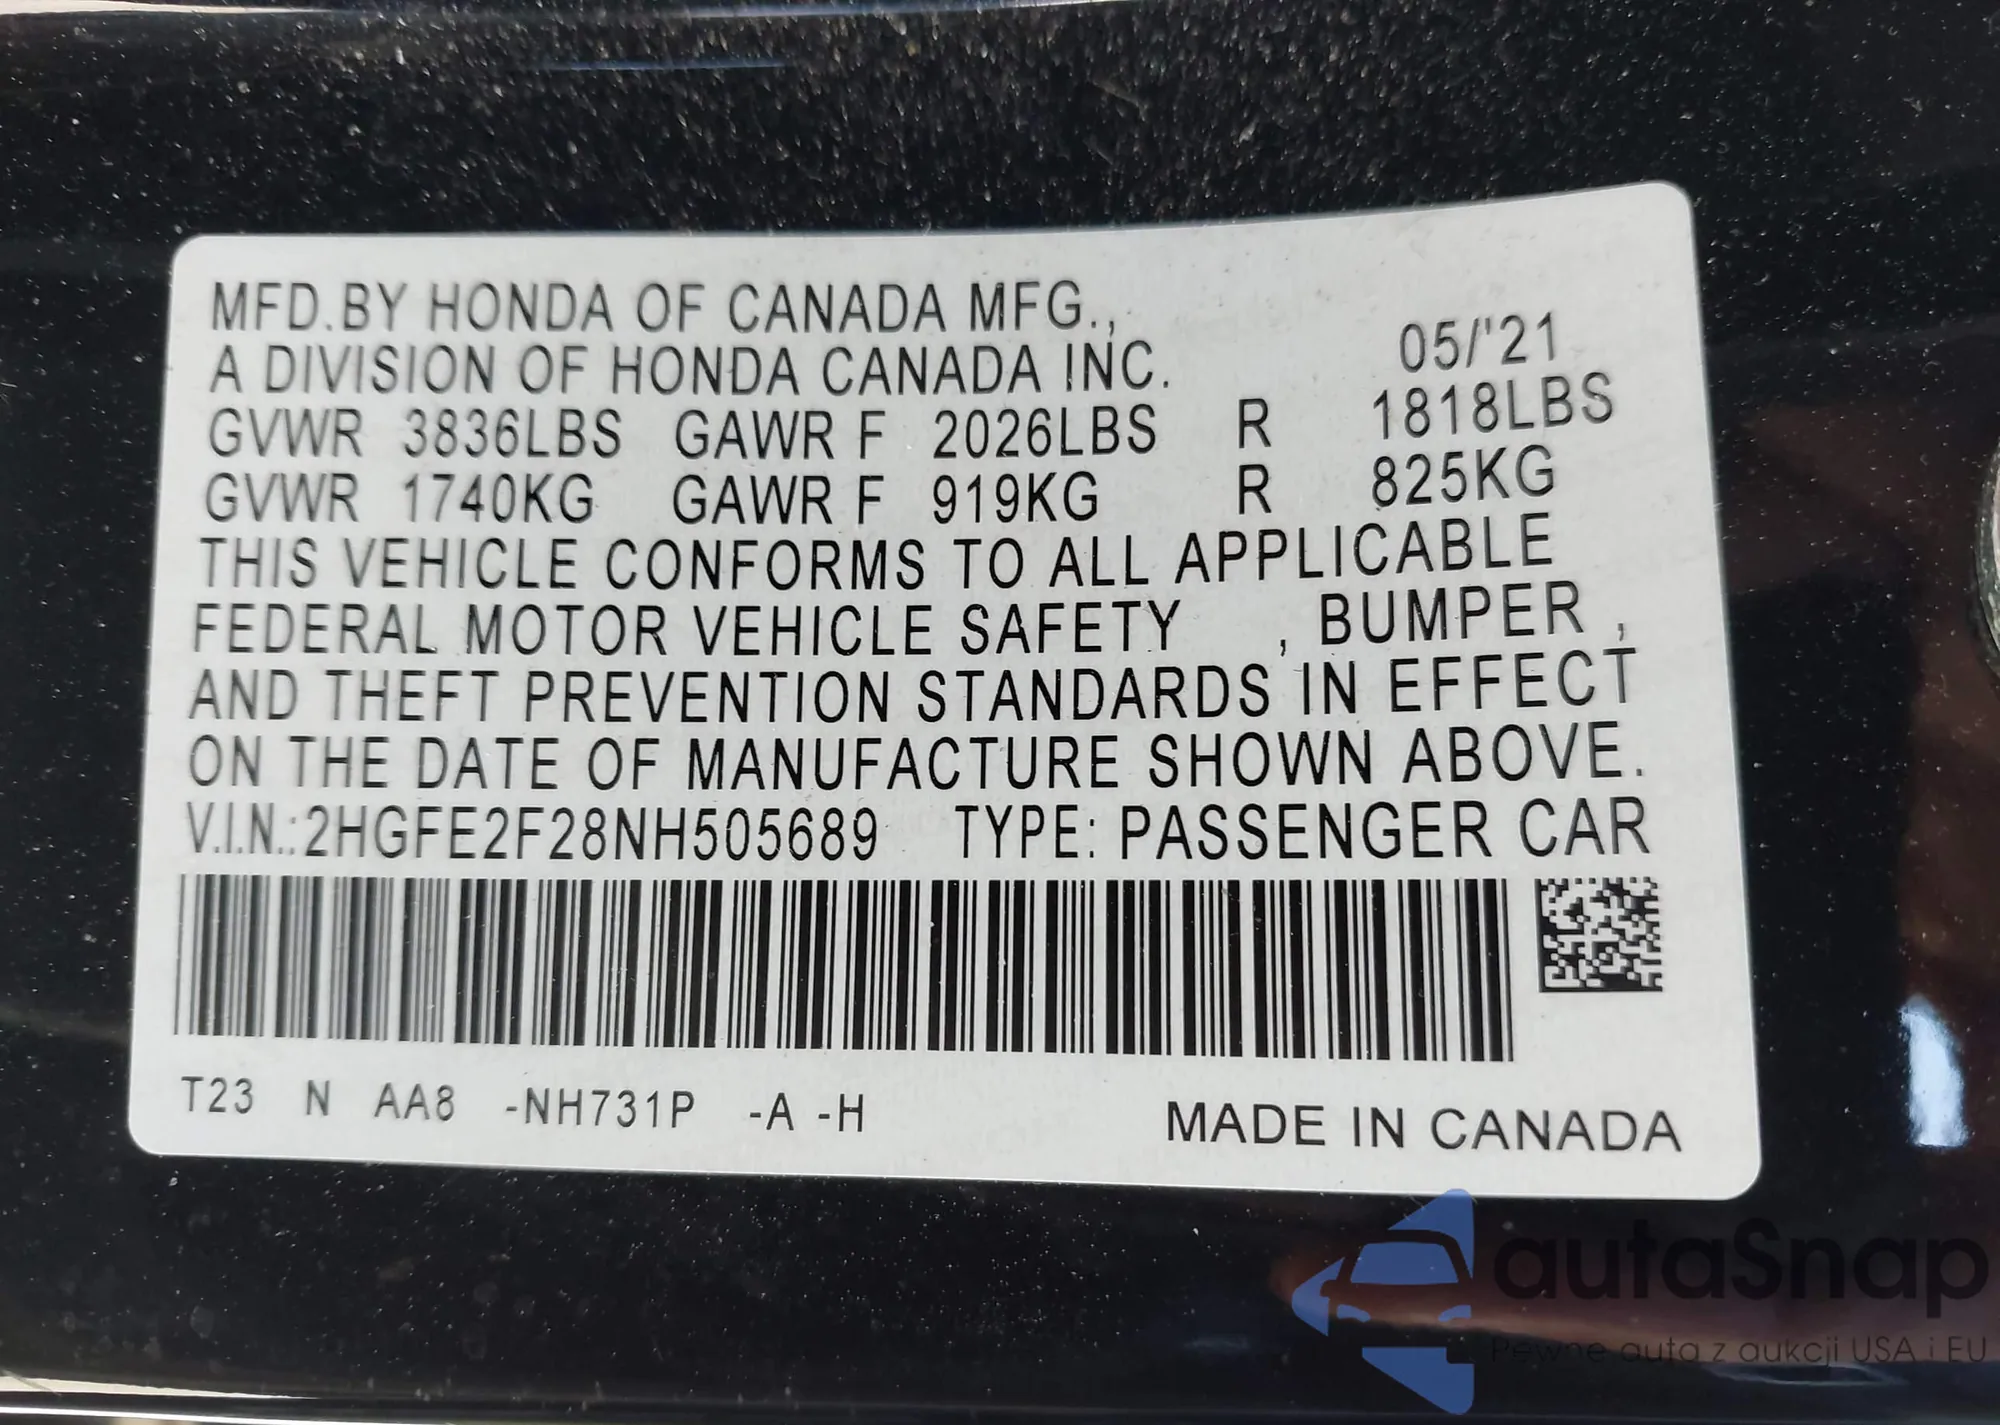 MFD.BY HONDA OF CANADA MFG.,
A DIVISION OF HONDA CANADA INC. 05/'21
GVWR 3836LBS GAWR F 2026LBS R 1818LBS
GVWR 1740KG GAWR F 919KG R 825KG
THIS VEHICLE CONFORMS TO ALL APPLICABLE
FEDERAL MOTOR VEHICLE SAFETY , BUMPER ,
AND THEFT PREVENTION STANDARDS IN EFFECT
ON THE DATE OF MANUFACTURE SHOWN ABOVE.
V.I.N.:2HGFE2F28NH505689 TYPE: PASSENGER CAR
T23 N AA8 -NH731P -A -H MADE IN CANADA
autaSnap
Pewne auta z aukcji USA i EU